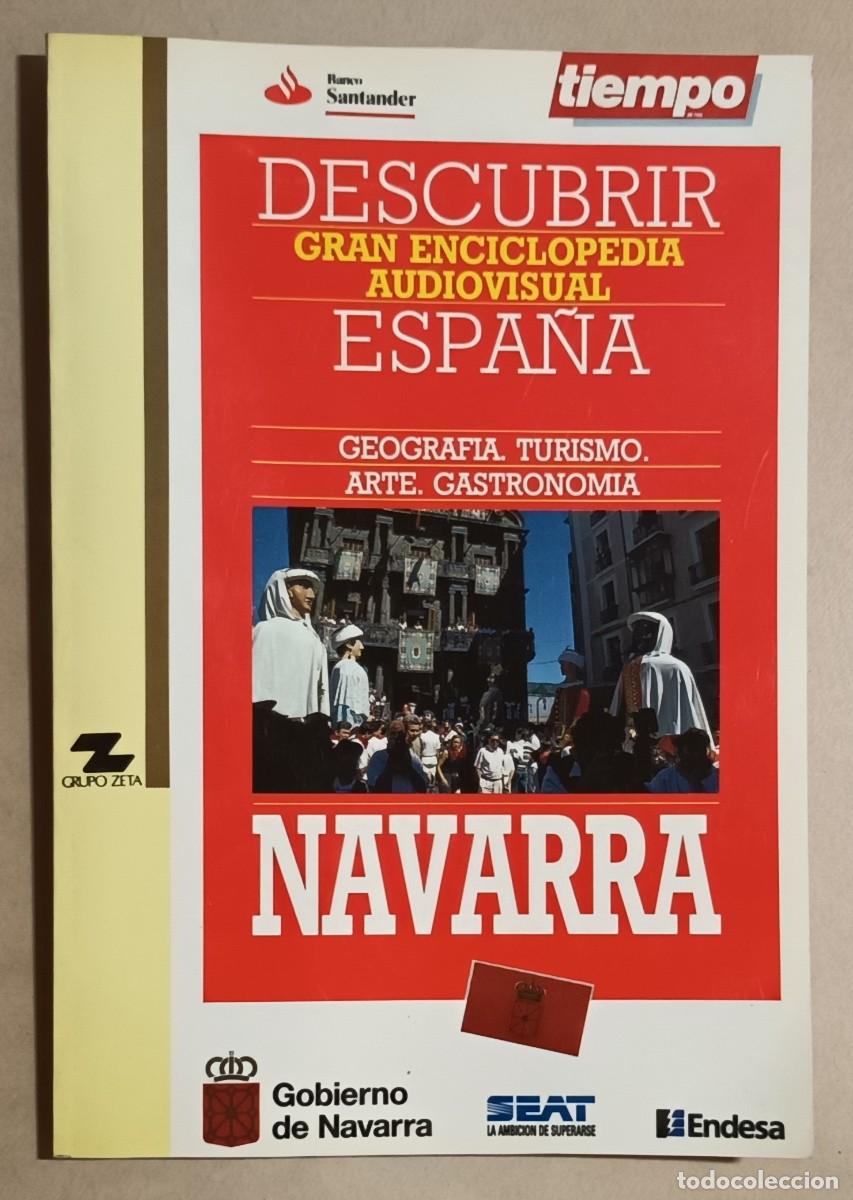 Banco
Santander
tiempo
DESCUBRIR
GRAN ENCICLOPEDIA
AUDIOVISUAL
ESPAÑA
GEOGRAFIA. TURISMO.
ARTE. GASTRONOMIA
GRUPO ZETA
NAVARRA
Gobierno
de Navarra
SEAT
LA AMBICION DE SUPERARSE
Endesa
todocoleccion